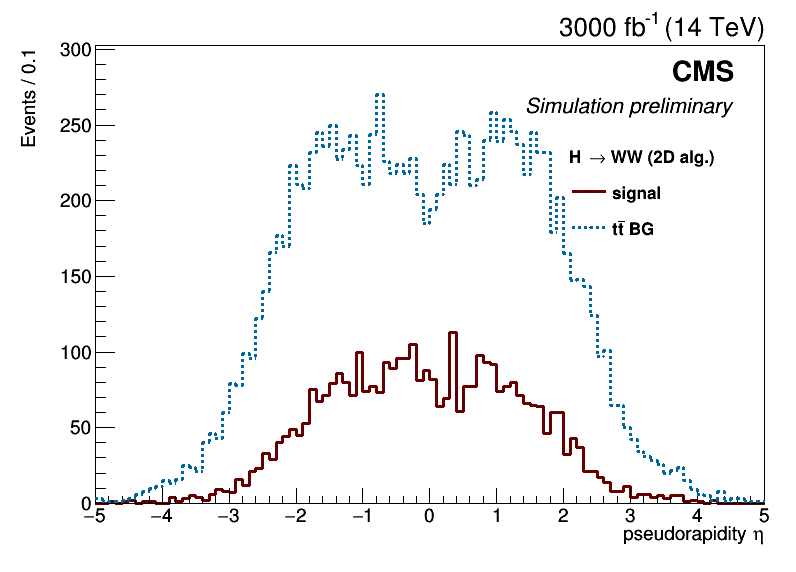 3000 fb⁻¹ (14 TeV)
Events / 0.1
CMS
Simulation preliminary
H → WW (2D alg.)
signal
tt̄ BG
300
250
200
150
100
50
0
−5 −4 −3 −2 −1 0 1 2 3 4 5
pseudorapidity η